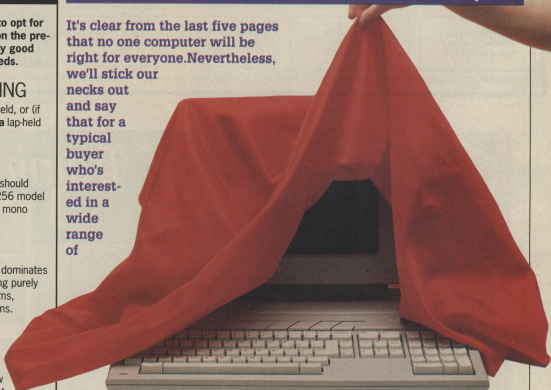 to opt for
on the pre-
y good
eds.
ING
eld, or (if
a lap-held
should
256 model
mono
dominates
ng purely
ms,
ns.
It's clear from the last five pages
that no one computer will be
right for everyone.Nevertheless,
we'll stick our
necks out
and say
that for a
typical
buyer
who's
interest-
ed in a
wide
range
of